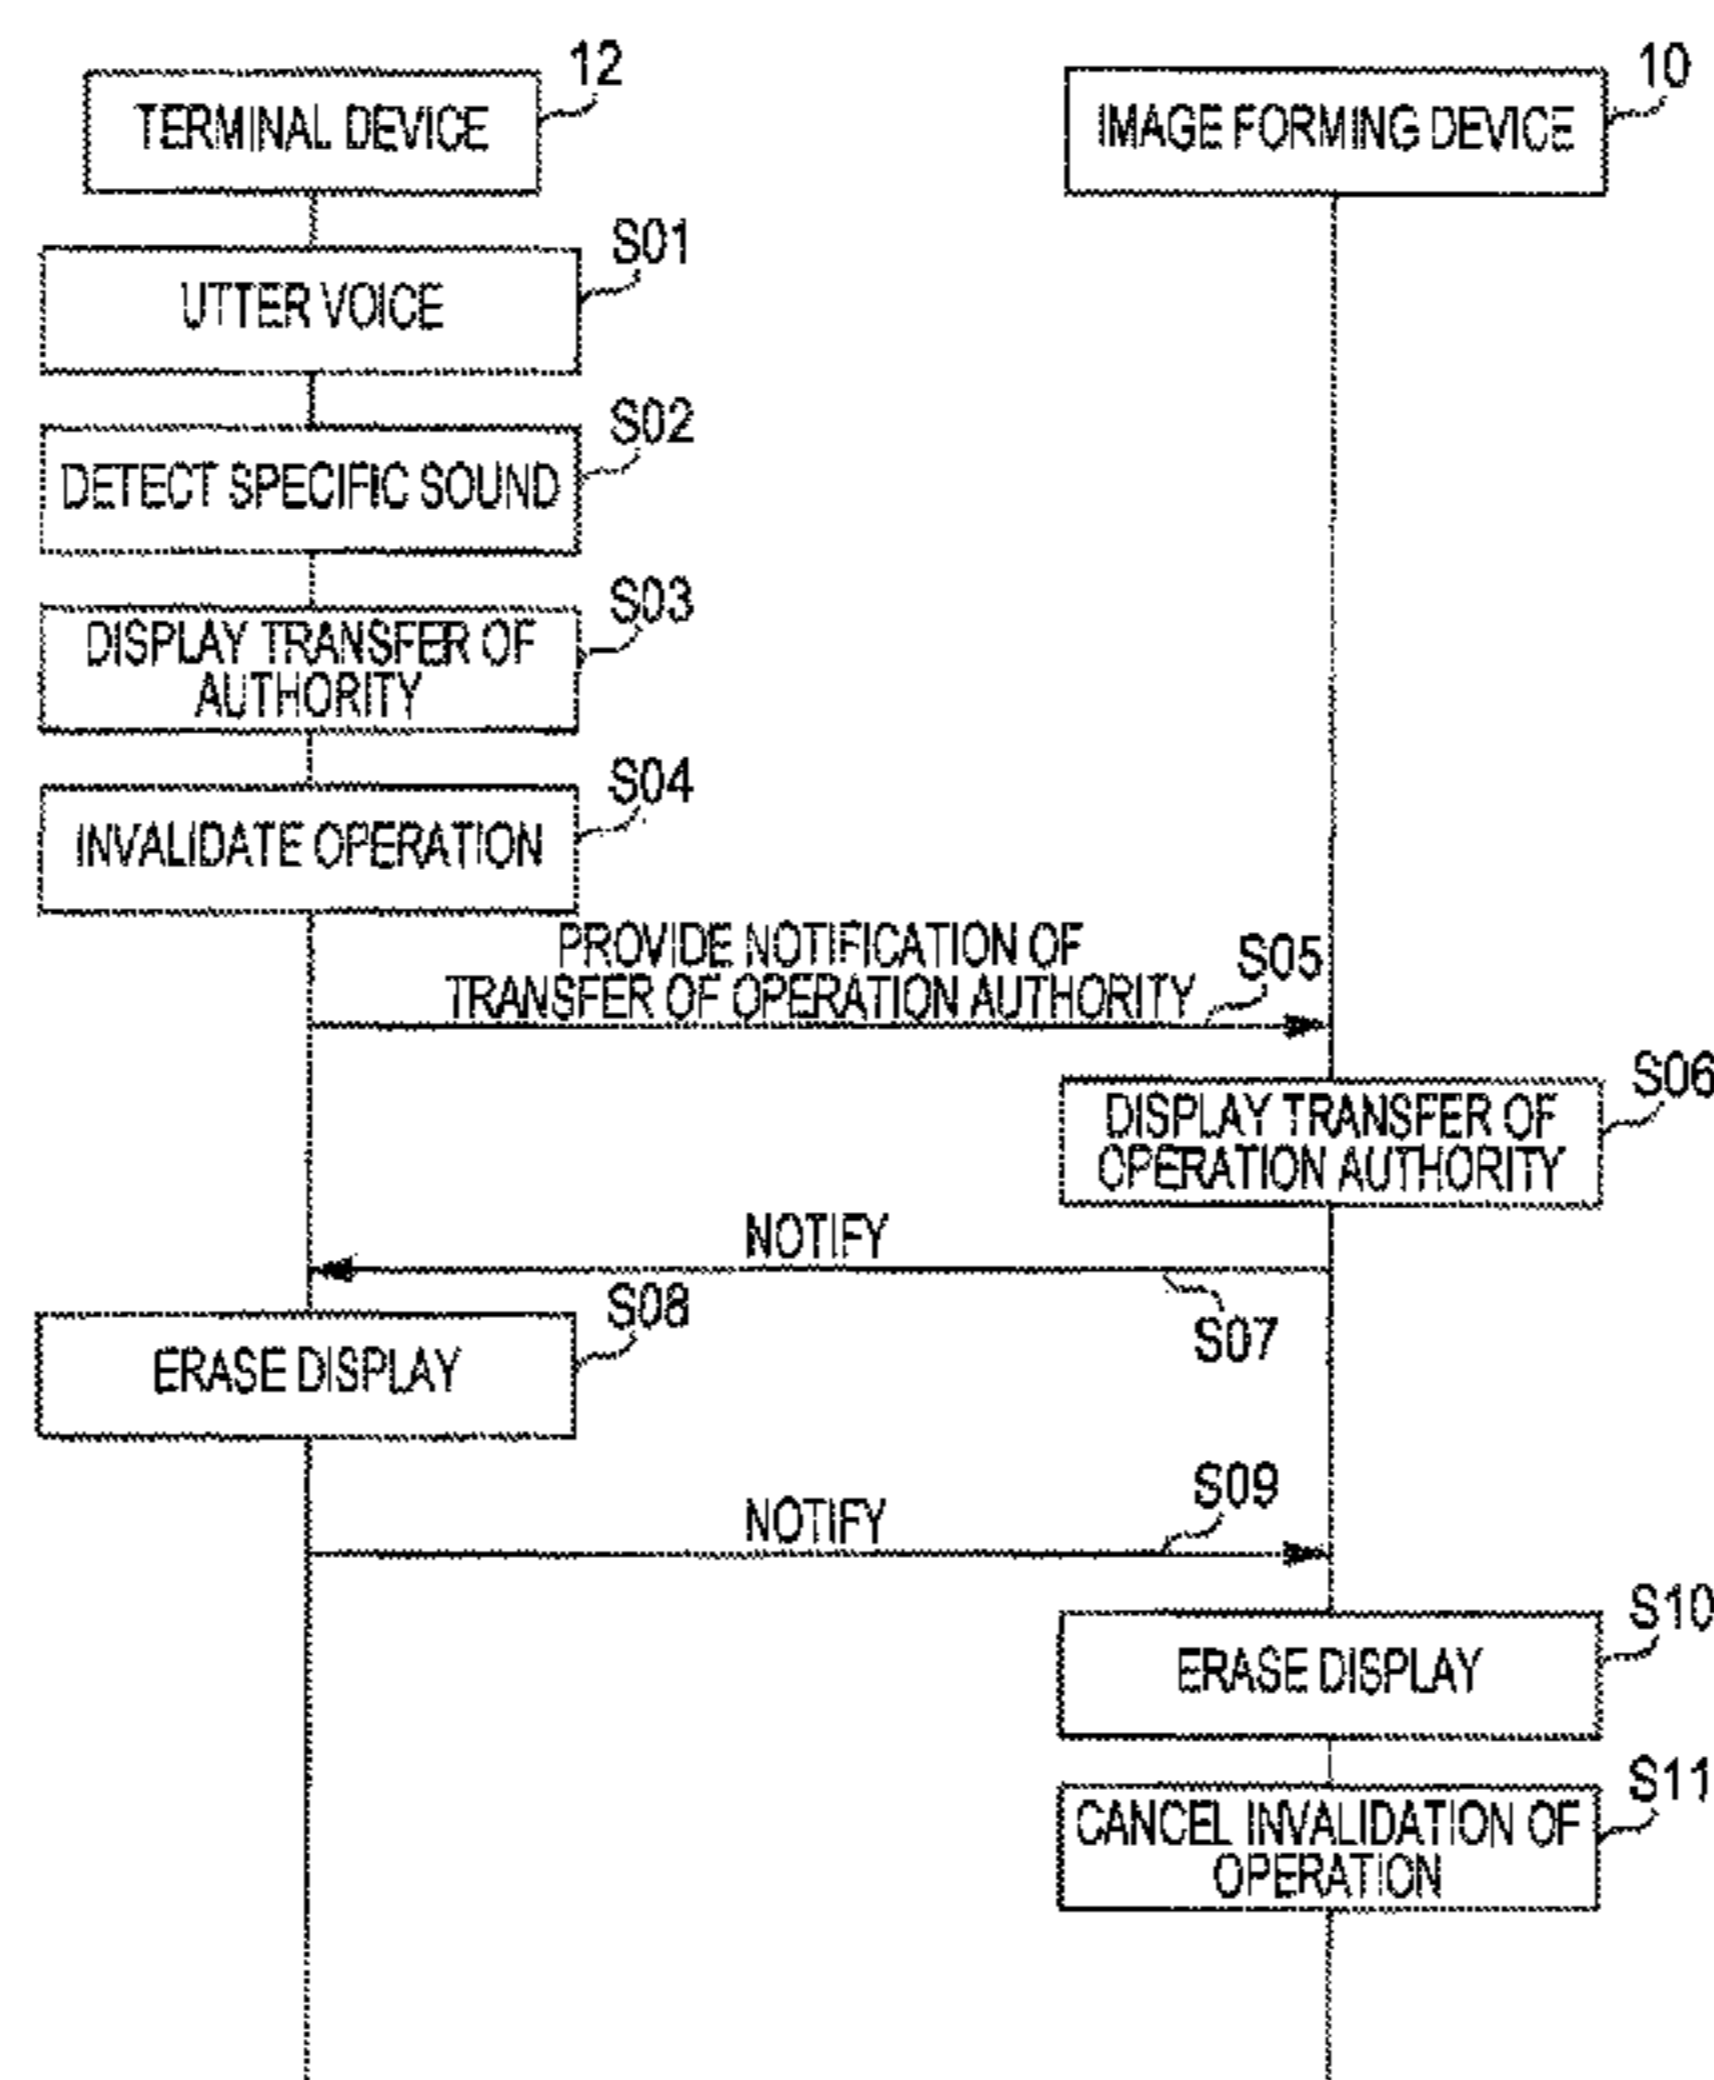 12
TERMINAL DEVICE
10
IMAGE FORMING DEVICE
S01
UTTER VOICE
S02
DETECT SPECIFIC SOUND
S03
DISPLAY TRANSFER OF
AUTHORITY
S04
INVALIDATE OPERATION
PROVIDE NOTIFICATION OF
TRANSFER OF OPERATION AUTHORITY
S05
S06
DISPLAY TRANSFER OF
OPERATION AUTHORITY
NOTIFY
S07
S08
ERASE DISPLAY
NOTIFY
S09
S10
ERASE DISPLAY
S11
CANCEL INVALIDATION OF
OPERATION